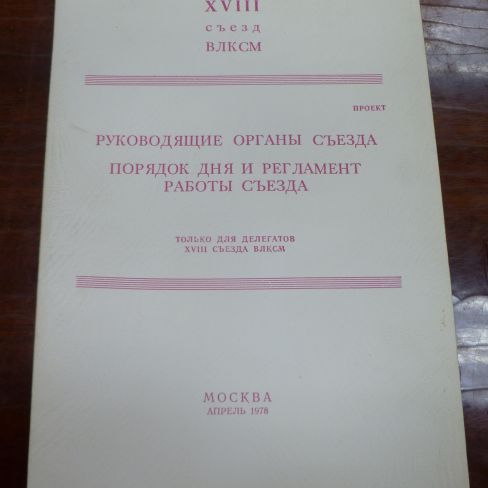 XVIII
съезд
ВЛКСМ
ПРОЕКТ
РУКОВОДЯЩИЕ ОРГАНЫ СЪЕЗДА
ПОРЯДОК ДНЯ И РЕГЛАМЕНТ
РАБОТЫ СЪЕЗДА
ТОЛЬКО ДЛЯ ДЕЛЕГАТОВ
XVIII СЪЕЗДА ВЛКСМ
МОСКВА
АПРЕЛЬ 1978